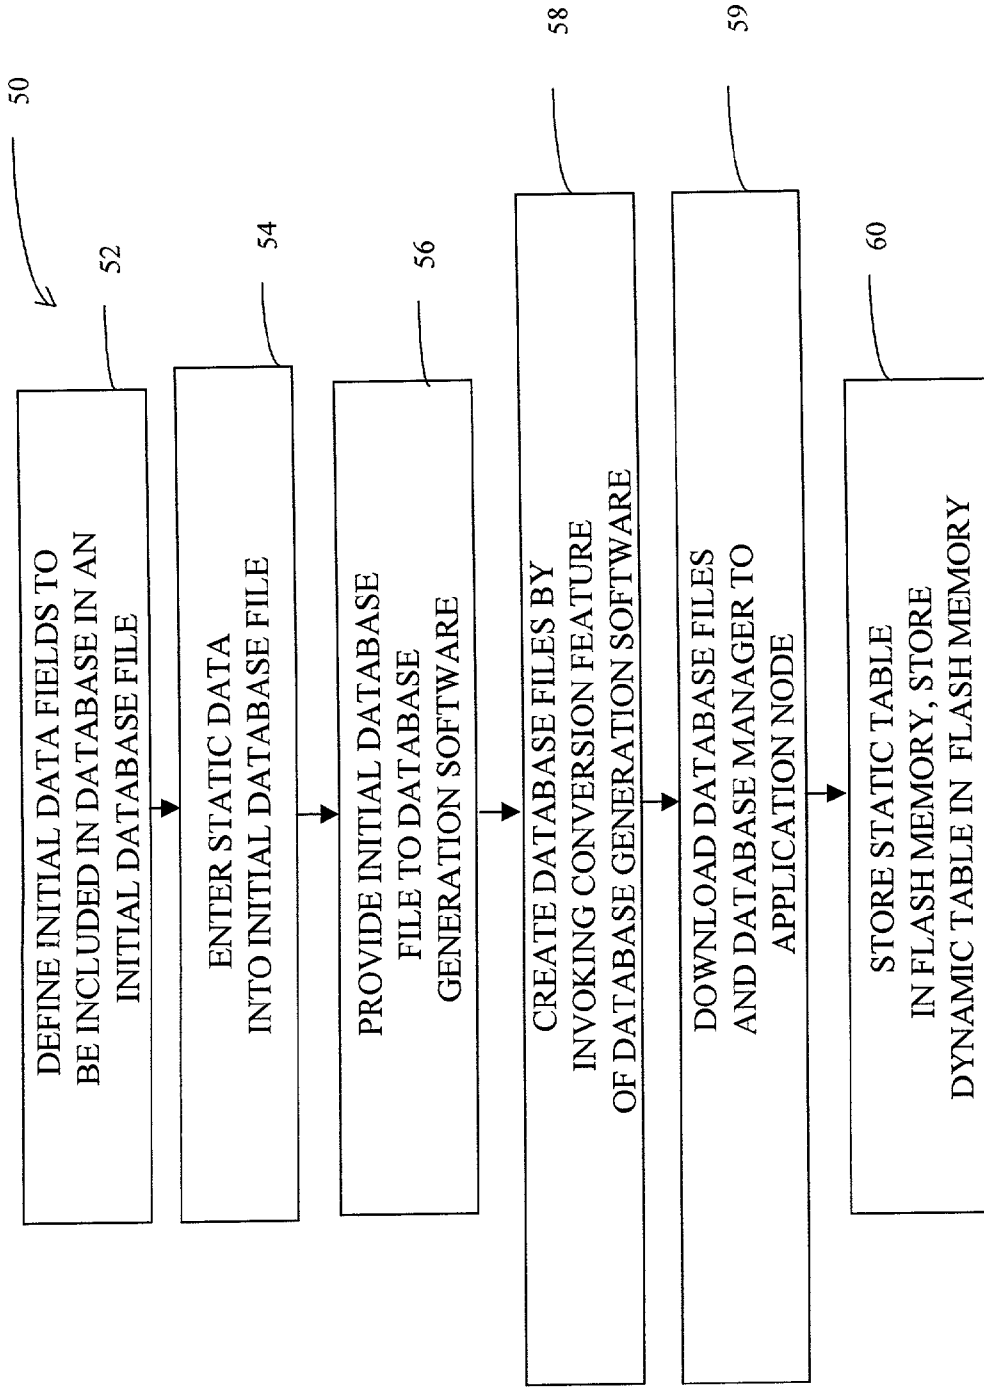 50
DEFINE INITIAL DATA FIELDS TO
BE INCLUDED IN DATABASE IN AN
INITIAL DATABASE FILE
52
ENTER STATIC DATA
INTO INITIAL DATABASE FILE
54
PROVIDE INITIAL DATABASE
FILE TO DATABASE
GENERATION SOFTWARE
56
CREATE DATABASE FILES BY
INVOKING CONVERSION FEATURE
OF DATABASE GENERATION SOFTWARE
58
DOWNLOAD DATABASE FILES
AND DATABASE MANAGER TO
APPLICATION NODE
59
STORE STATIC TABLE
IN FLASH MEMORY, STORE
DYNAMIC TABLE IN FLASH MEMORY
60